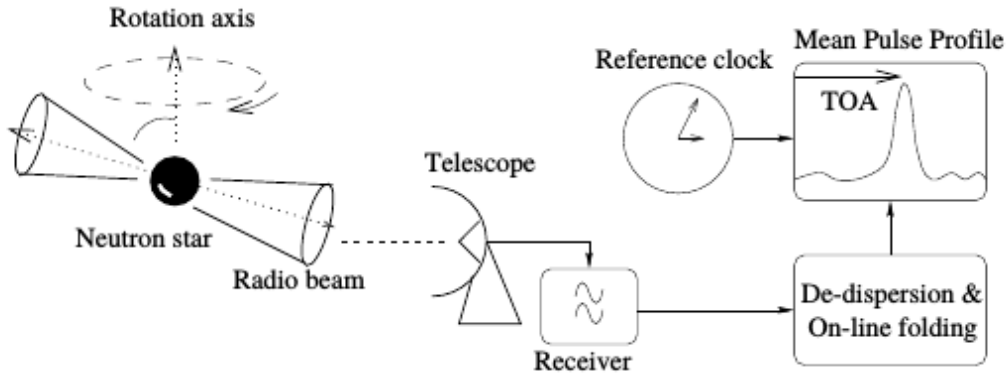 Rotation axis
Neutron star
Radio beam
Telescope
Receiver
Reference clock
Mean Pulse Profile
TOA
De-dispersion &
On-line folding